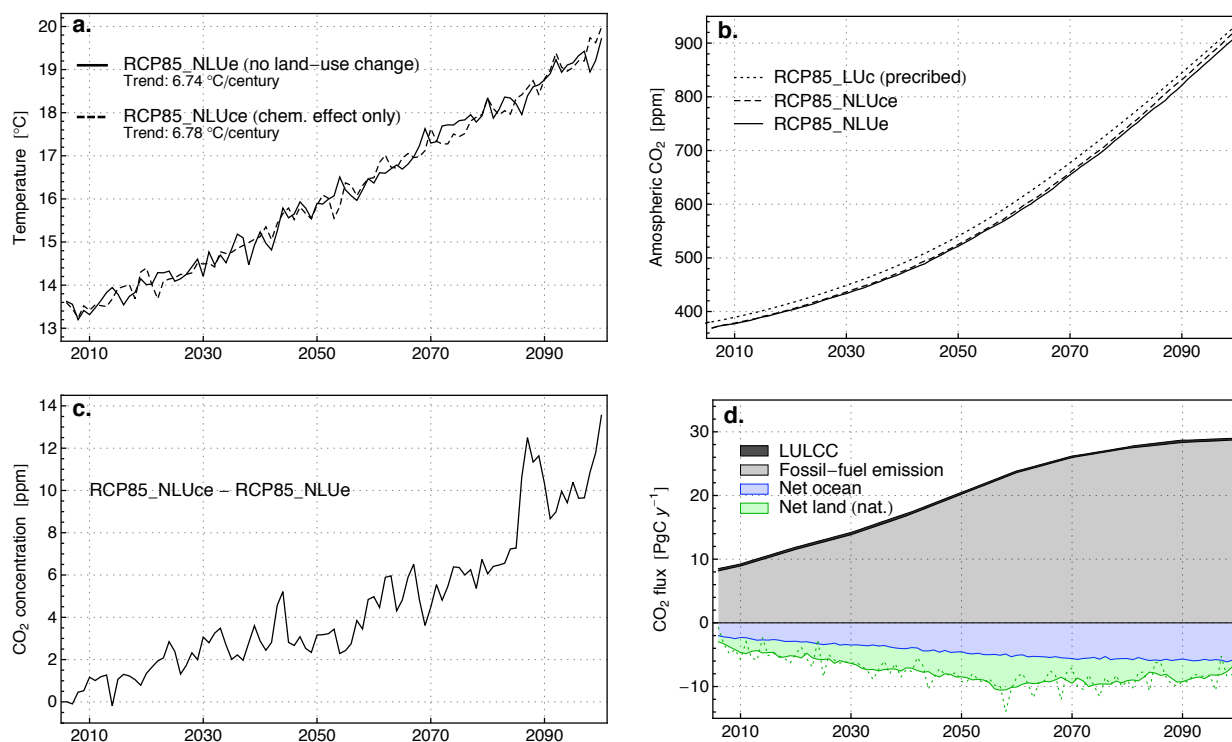 a.
20
19
18
17
16
15
14
13
Temperature [°C]
RCP85_NLUe (no land-use change)
Trend: 6.74 °C/century
RCP85_NLUce (chem. effect only)
Trend: 6.78 °C/century
2010 2030 2050 2070 2090
b.
900
800
700
600
500
400
Amospheric CO₂ [ppm]
RCP85_LUc (precribed)
RCP85_NLUce
RCP85_NLUe
2010 2030 2050 2070 2090
c.
14
12
10
8
6
4
2
0
CO₂ concentration [ppm]
RCP85_NLUce − RCP85_NLUe
2010 2030 2050 2070 2090
d.
30
20
10
0
−10
CO₂ flux [PgC y⁻¹]
LULCC
Fossil−fuel emission
Net ocean
Net land (nat.)
2010 2030 2050 2070 2090